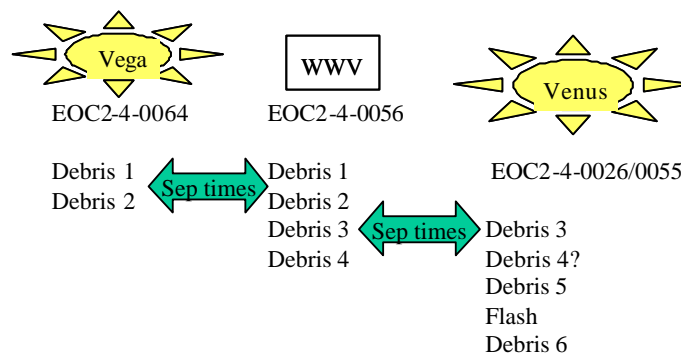 Vega
WWV
Venus
EOC2-4-0064
EOC2-4-0056
EOC2-4-0026/0055
Debris 1
Debris 2
Sep times
Debris 1
Debris 2
Debris 3
Debris 4
Sep times
Debris 3
Debris 4?
Debris 5
Flash
Debris 6